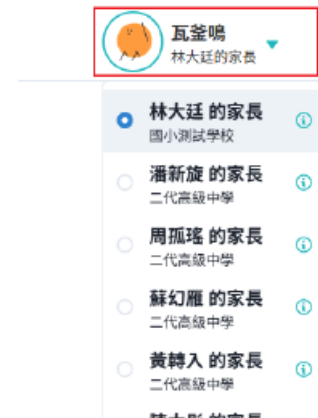 瓦釜鳴
林大廷的家長
林大廷 的家長
國小測試學校
潘新旋 的家長
二代高級中學
周孤瑤 的家長
二代高級中學
蘇幻雁 的家長
二代高級中學
黃轉入 的家長
二代高級中學